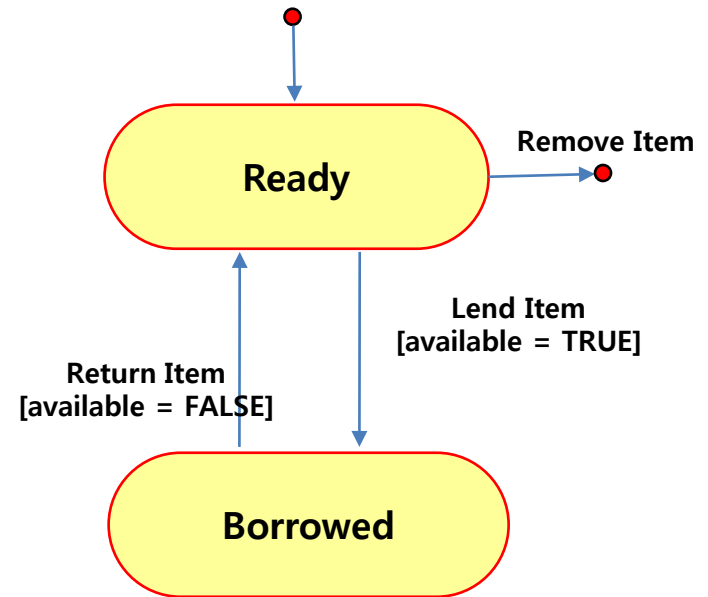 Remove Item
Ready
Lend Item
[available = TRUE]
Return Item
[available = FALSE]
Borrowed